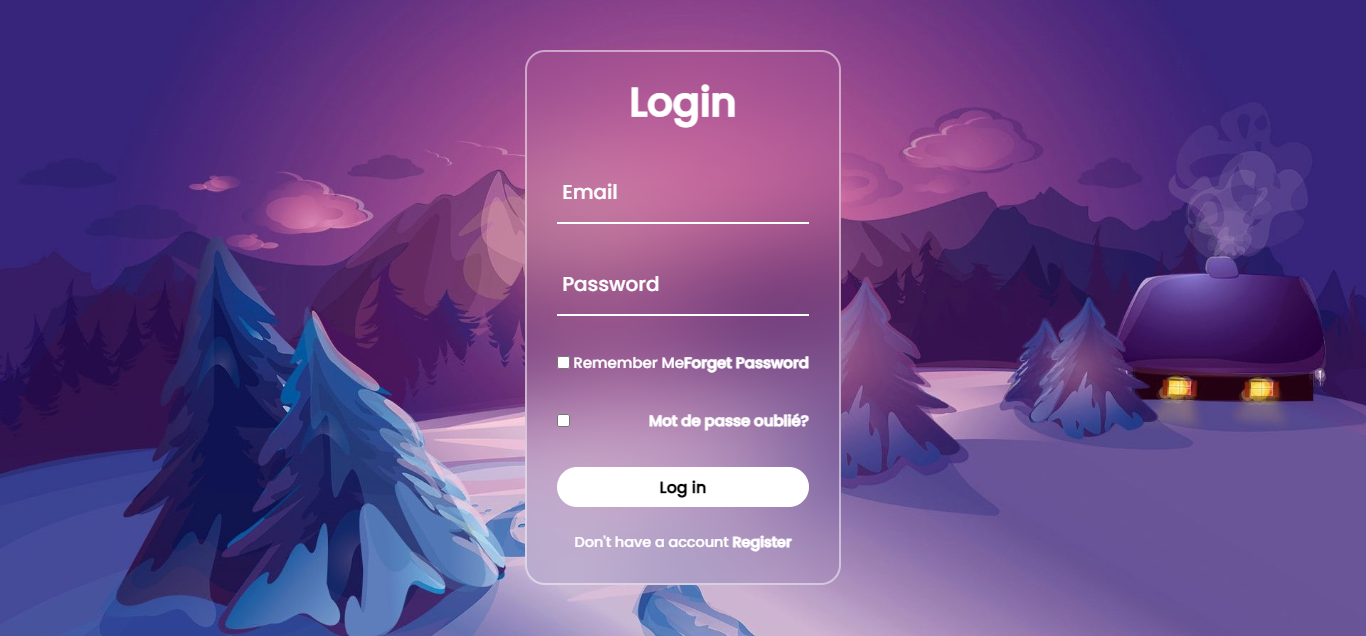 Login
Email
Password
Remember MeForget Password
Mot de passe oublié?
Log in
Don't have a account Register